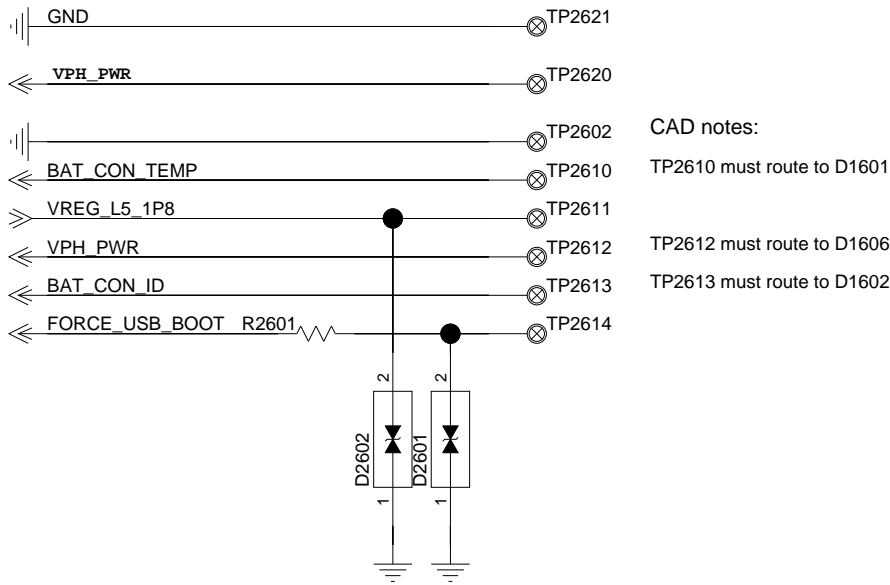 GND TP2621
VPH_PWR TP2620
TP2602 CAD notes:
BAT_CON_TEMP TP2610 TP2610 must route to D1601
VREG_L5_1P8 TP2611
VPH_PWR TP2612 TP2612 must route to D1606
BAT_CON_ID TP2613 TP2613 must route to D1602
FORCE_USB_BOOT R2601 TP2614
2 2
D2602 D2601
1 1